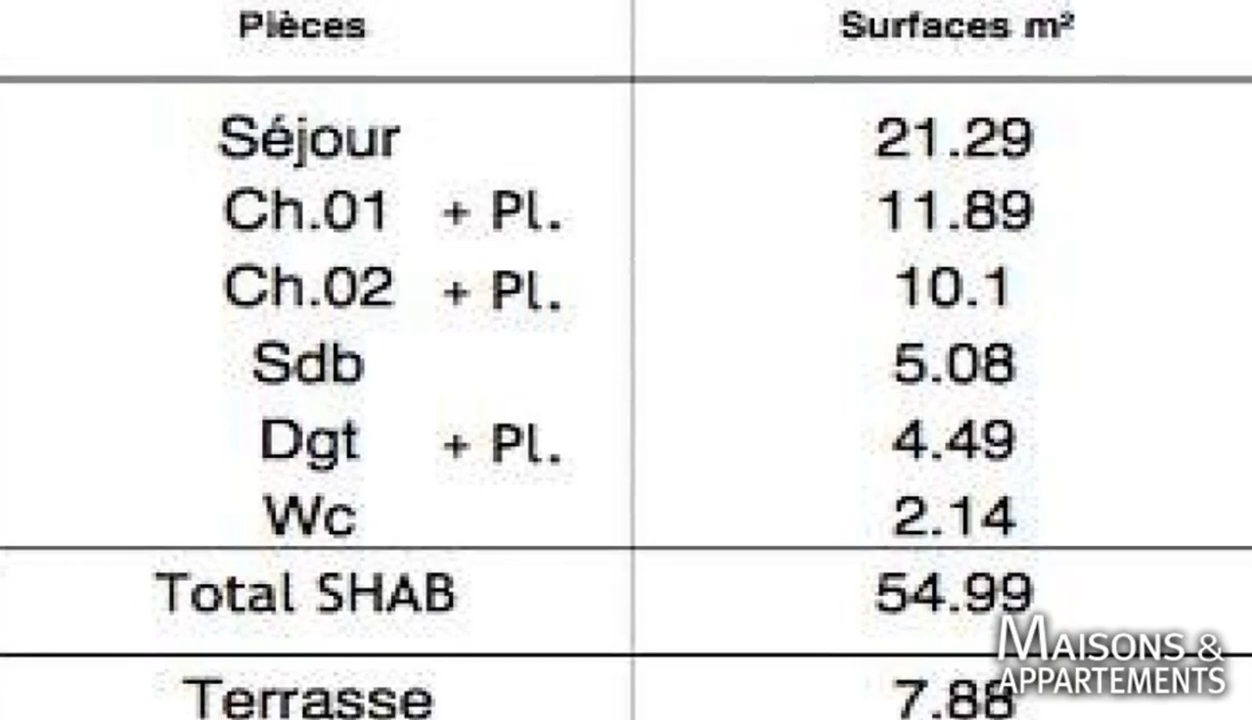 Pièces Surfaces m²
Séjour 21.29
Ch.01 + Pl. 11.89
Ch.02 + Pl. 10.1
Sdb 5.08
Dgt + Pl. 4.49
Wc 2.14
Total SHAB 54.99
Terrasse 7.88
MAISONS &
APPARTEMENTS